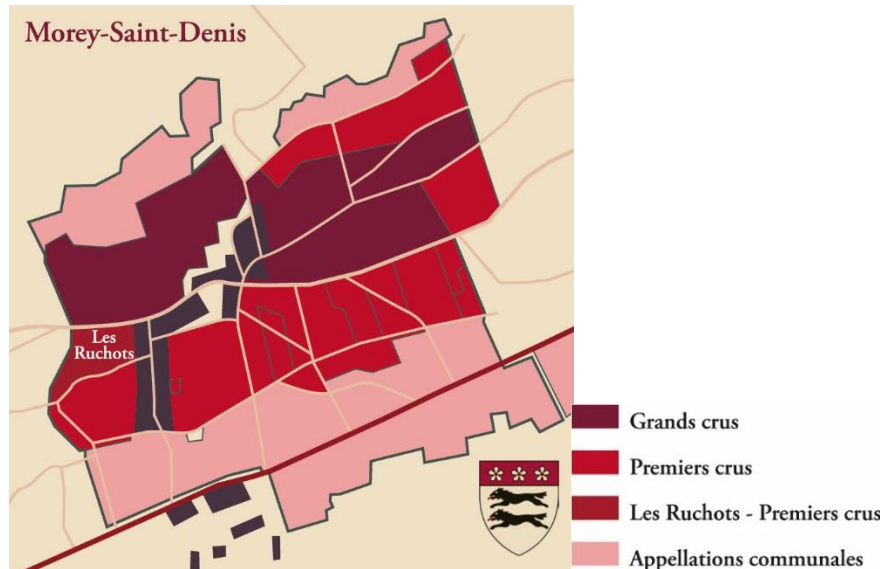 Morey-Saint-Denis
Les
Ruchots
Grands crus
Premiers crus
Les Ruchots - Premiers crus
Appellations communales